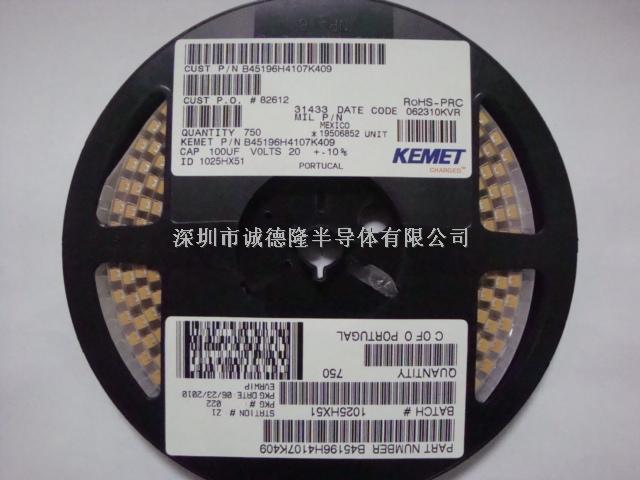 CUST P/N B45196H4107K409
CUST P.O. # 82612
31433 DATE CODE 062310KVR
RoHS-PRC
MIL P/N
MEXICO
QUANTITY 750 *19506852 UNIT
KEMET P/N B45196H4107K409
CAP 100UF VOLTS 20 +-10%
ID 1025HX51
PORTUCAL
KEMET
CHARGED™
深圳市诚德隆半导体有限公司
PART NUMBER B45196H4107K409
BATCH # 1025HX51
STATION # 21
PKG # 022
PKG DATE 06/23/2010
EVRW1P
QUANTITY 750
C OF O PORTUGAL